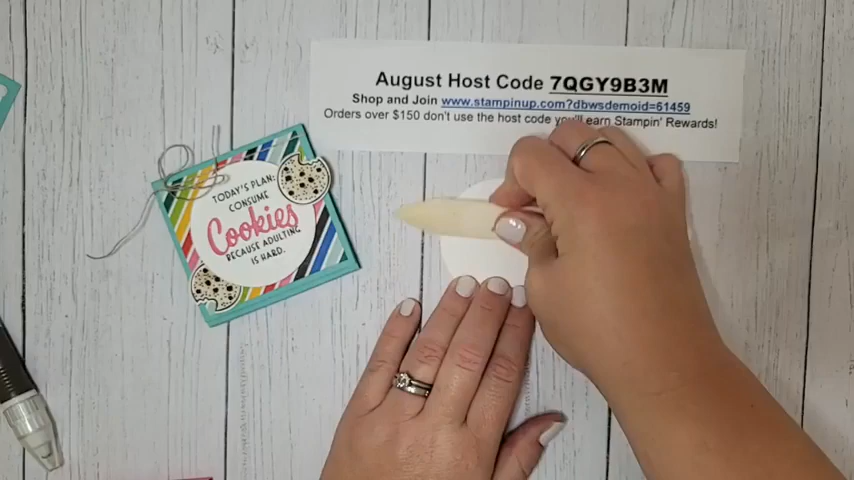 August Host Code 7QGY9B3M
Shop and Join www.stampinup.com?dbwsdemoid=61459
Orders over $150 don't use the host code you'll earn Stampin' Rewards)
TODAY'S PLAN:
CONSUME
Cookies
BECAUSE ADULTING
IS HARD.